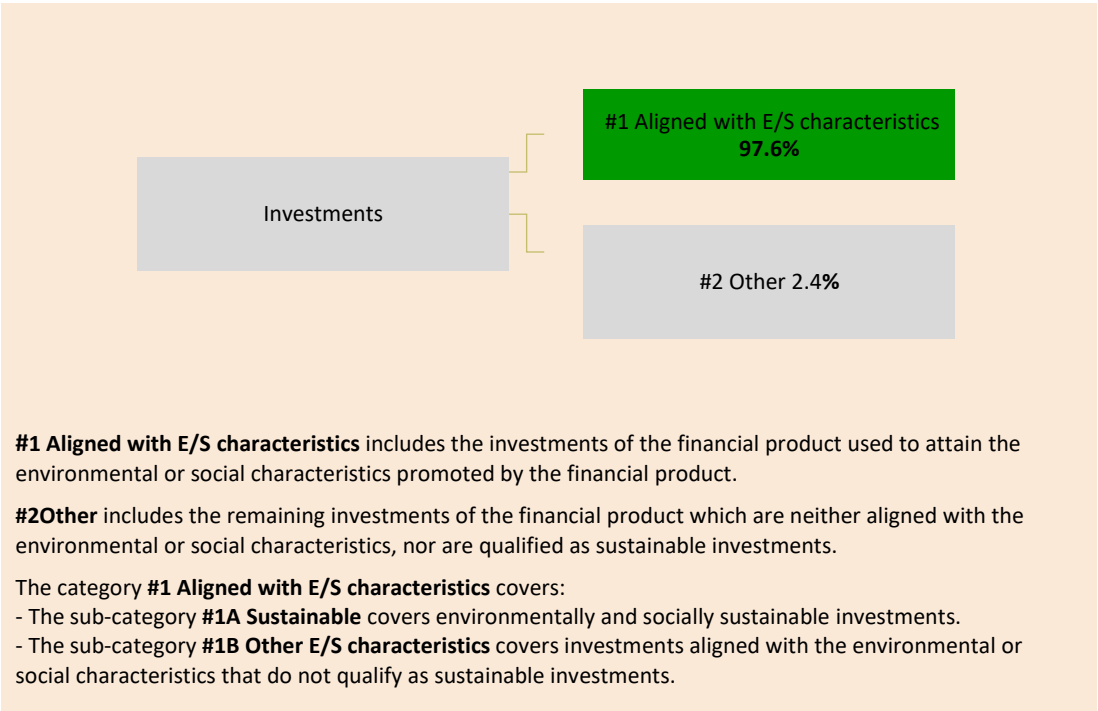 #1 Aligned with E/S characteristics
97.6%
Investments
#2 Other 2.4%
#1 Aligned with E/S characteristics includes the investments of the financial product used to attain the
environmental or social characteristics promoted by the financial product.
#2Other includes the remaining investments of the financial product which are neither aligned with the
environmental or social characteristics, nor are qualified as sustainable investments.
The category #1 Aligned with E/S characteristics covers:
- The sub-category #1A Sustainable covers environmentally and socially sustainable investments.
- The sub-category #1B Other E/S characteristics covers investments aligned with the environmental or
social characteristics that do not qualify as sustainable investments.